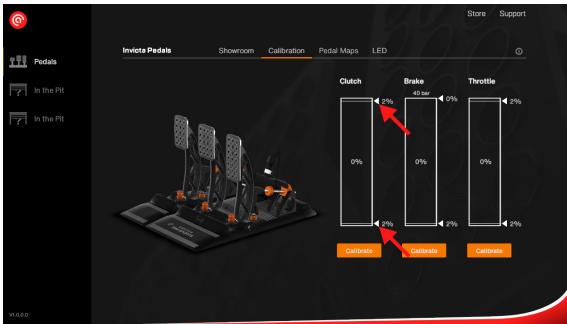 Store Support
Invicta Pedals Showroom Calibration Pedal Maps LED
Pedals
In the Pit
In the Pit
Clutch Brake Throttle
40 bar
2% 0% 2%
0% 0% 0%
2% 2% 2%
Calibrate Calibrate Calibrate
V1.0.0.0